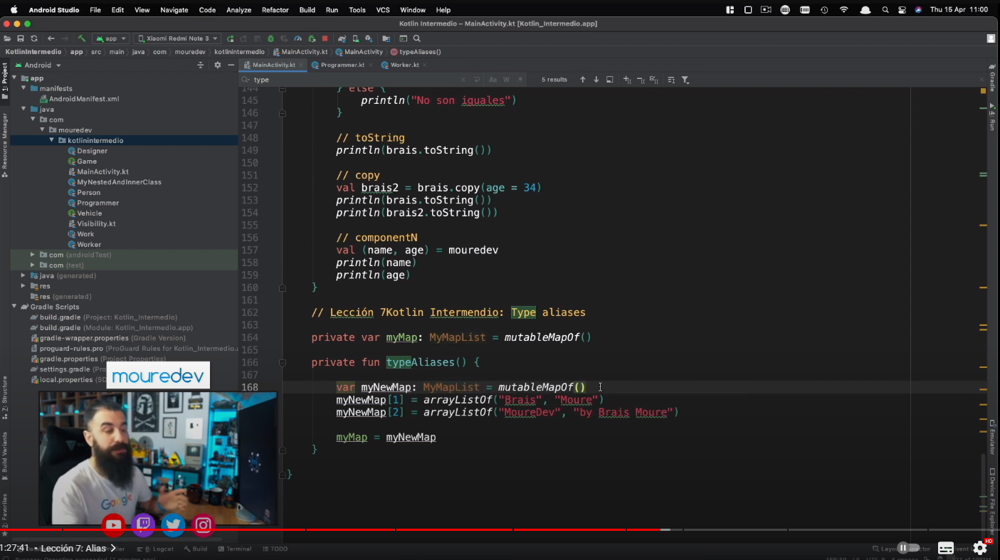 Android Studio File Edit View Navigate Code Analyze Refactor Build Run Tools VCS Window Help Thu 15 Apr 11:00
Kotlin Intermedio – MainActivity.kt [Kotlin_Intermedio.app]
app Xiaomi Redmi Note 3
KotlinIntermedio app src main java com mouredev kotlinintermedio MainActivity.kt MainActivity typeAliases()
Android MainActivity.kt Programmer.kt Worker.kt
type 5 results
1: Project
Resource Manager
Z: Structure
Build Variants
2: Favorites
app
manifests
AndroidManifest.xml
java
com
mouredev
kotlinintermedio
Designer
Game
MainActivity.kt
MyNestedAndInnerClass
Person
Programmer
Vehicle
Visibility.kt
Work
Worker
com (androidTest)
com (test)
java (generated)
res
res (generated)
Gradle Scripts
build.gradle (Project: Kotlin_Intermedio)
build.gradle (Module: Kotlin_Intermedio.app)
gradle-wrapper.properties (Gradle Version)
proguard-rules.pro (ProGuard Rules for Kotlin_Intermedio.
gradle.properties (Project Properties)
settings.gradle (Pro
local.properties (SD
mouredev
Google
144 } else {
145 println("No son iguales")
146 }
147
148 // toString
149 println(brais.toString())
150
151 // copy
152 val brais2 = brais.copy(age = 34)
153 println(brais.toString())
154 println(brais2.toString())
155
156 // componentN
157 val (name, age) = mouredev
158 println(name)
159 println(age)
160 }
161
162 // Lección 7Kotlin Intermendio: Type aliases
163
164 private var myMap: MyMapList = mutableMapOf()
165
166 private fun typeAliases() {
167
168 var myNewMap: MyMapList = mutableMapOf()
myNewMap[1] = arrayListOf("Brais", "Moure")
myNewMap[2] = arrayListOf("MoureDev", "by Brais Moure")
myMap = myNewMap
}
}
Gradle
4: Run
Emulator
Device File Explorer
1:27:41 • Lección 7: Alias
6: Logcat Build Terminal TODO
HD